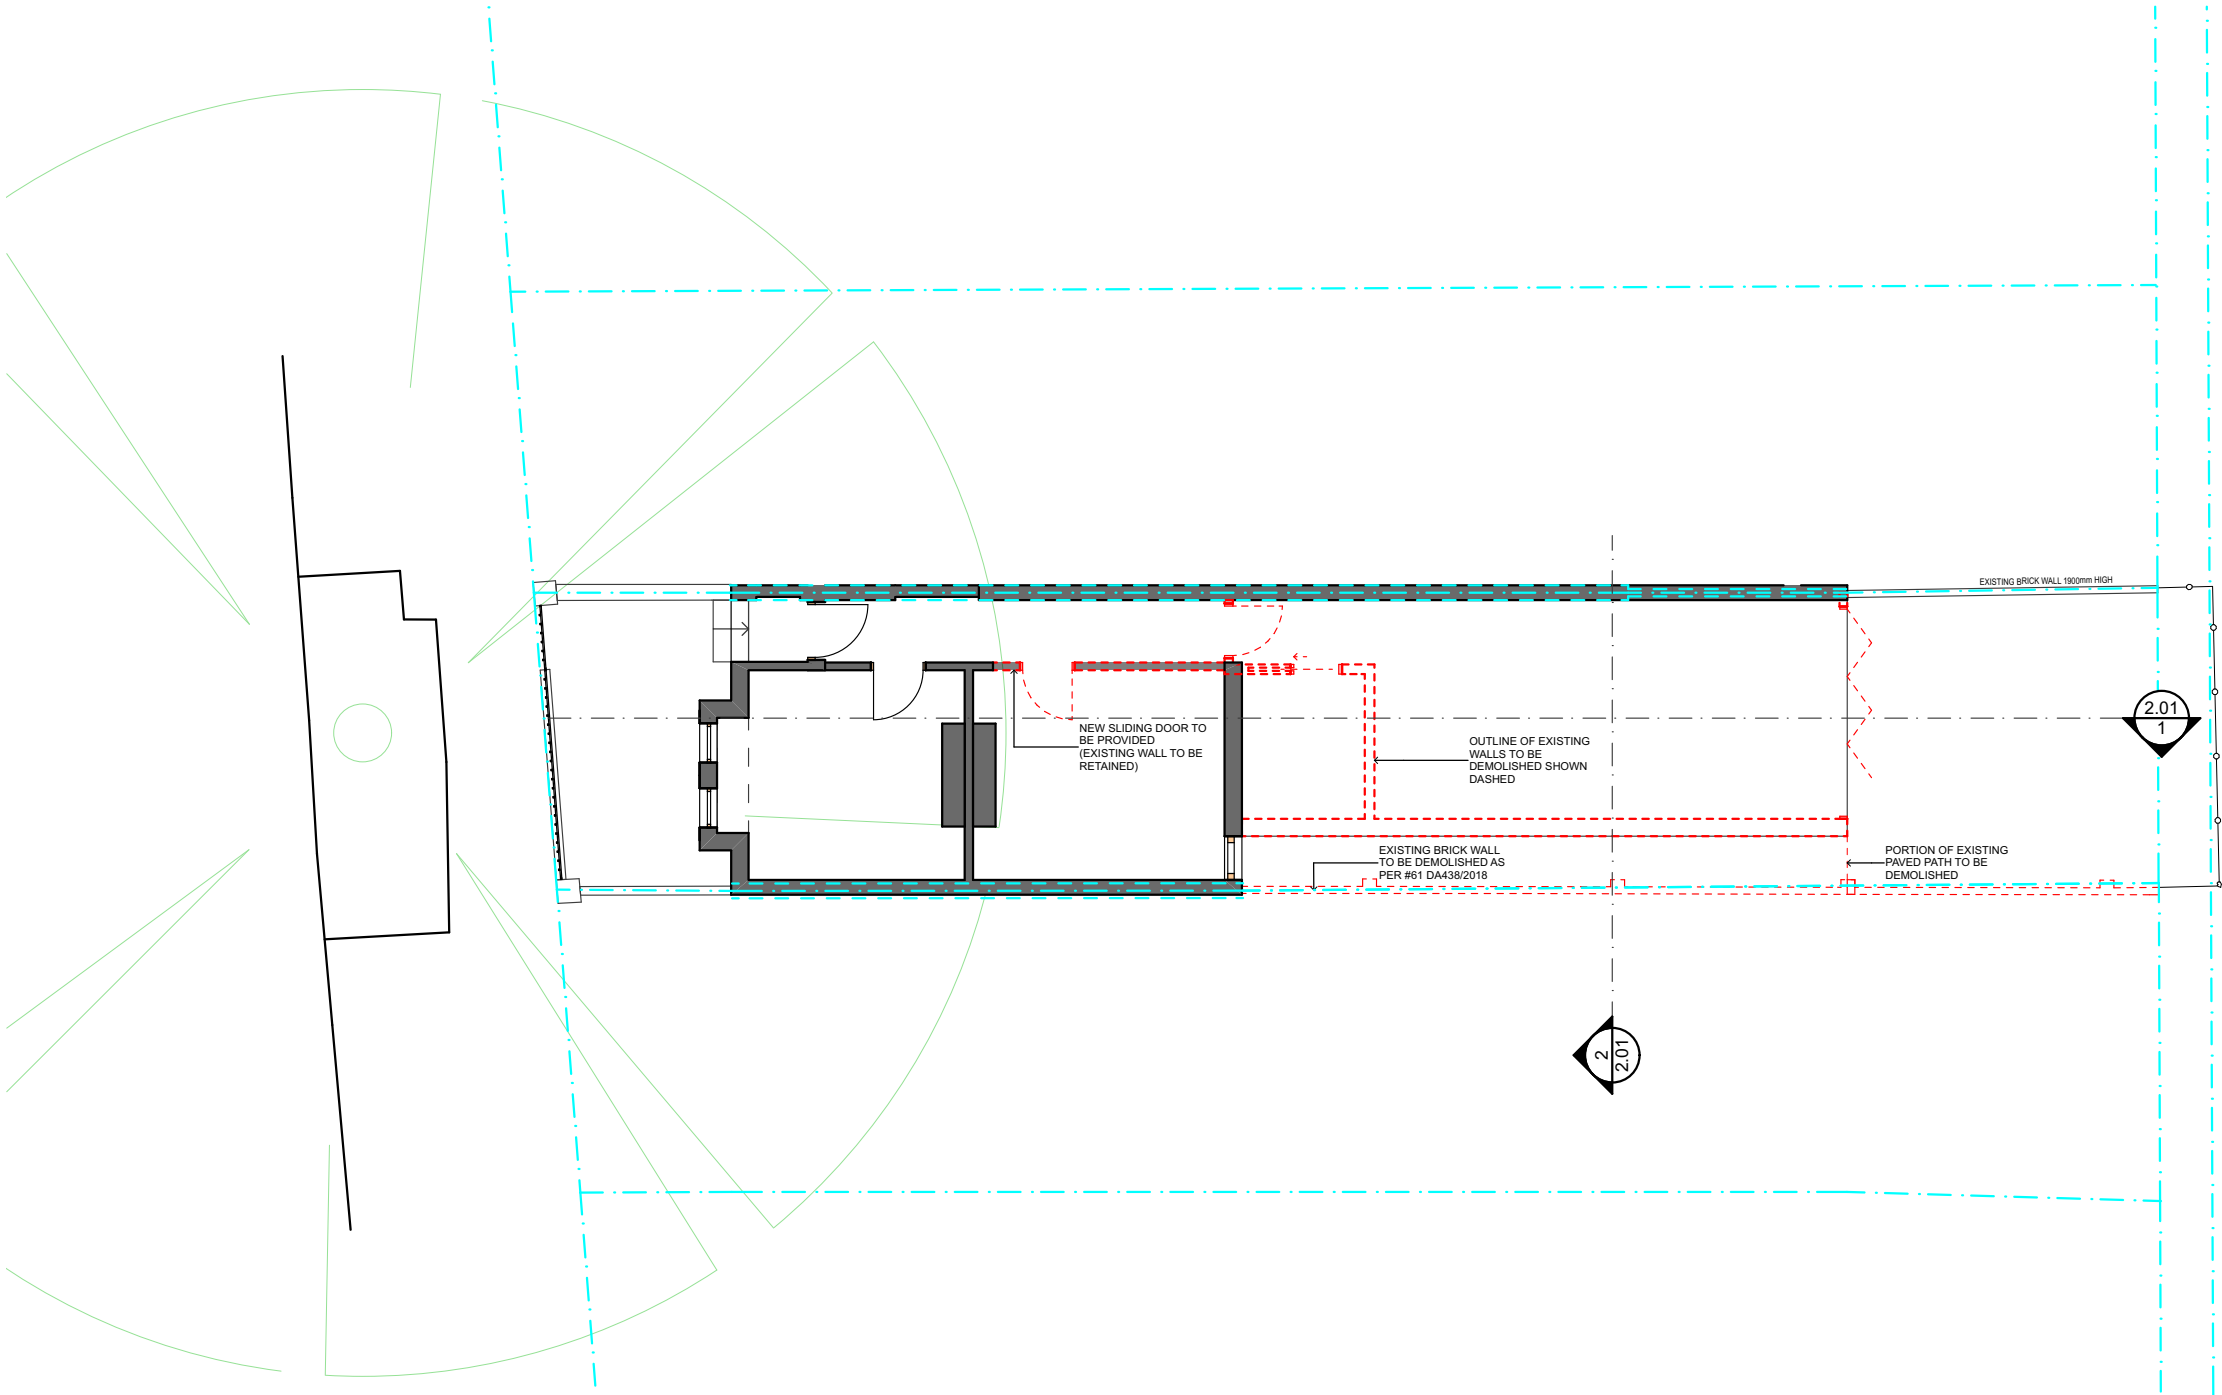 EXISTING BRICK WALL 1900mm HIGH
2.01
1
NEW SLIDING DOOR TO
BE PROVIDED
(EXISTING WALL TO BE
RETAINED)
OUTLINE OF EXISTING
WALLS TO BE
DEMOLISHED SHOWN
DASHED
EXISTING BRICK WALL
TO BE DEMOLISHED AS
PER #61 DA438/2018
PORTION OF EXISTING
PAVED PATH TO BE
DEMOLISHED
2
2.01